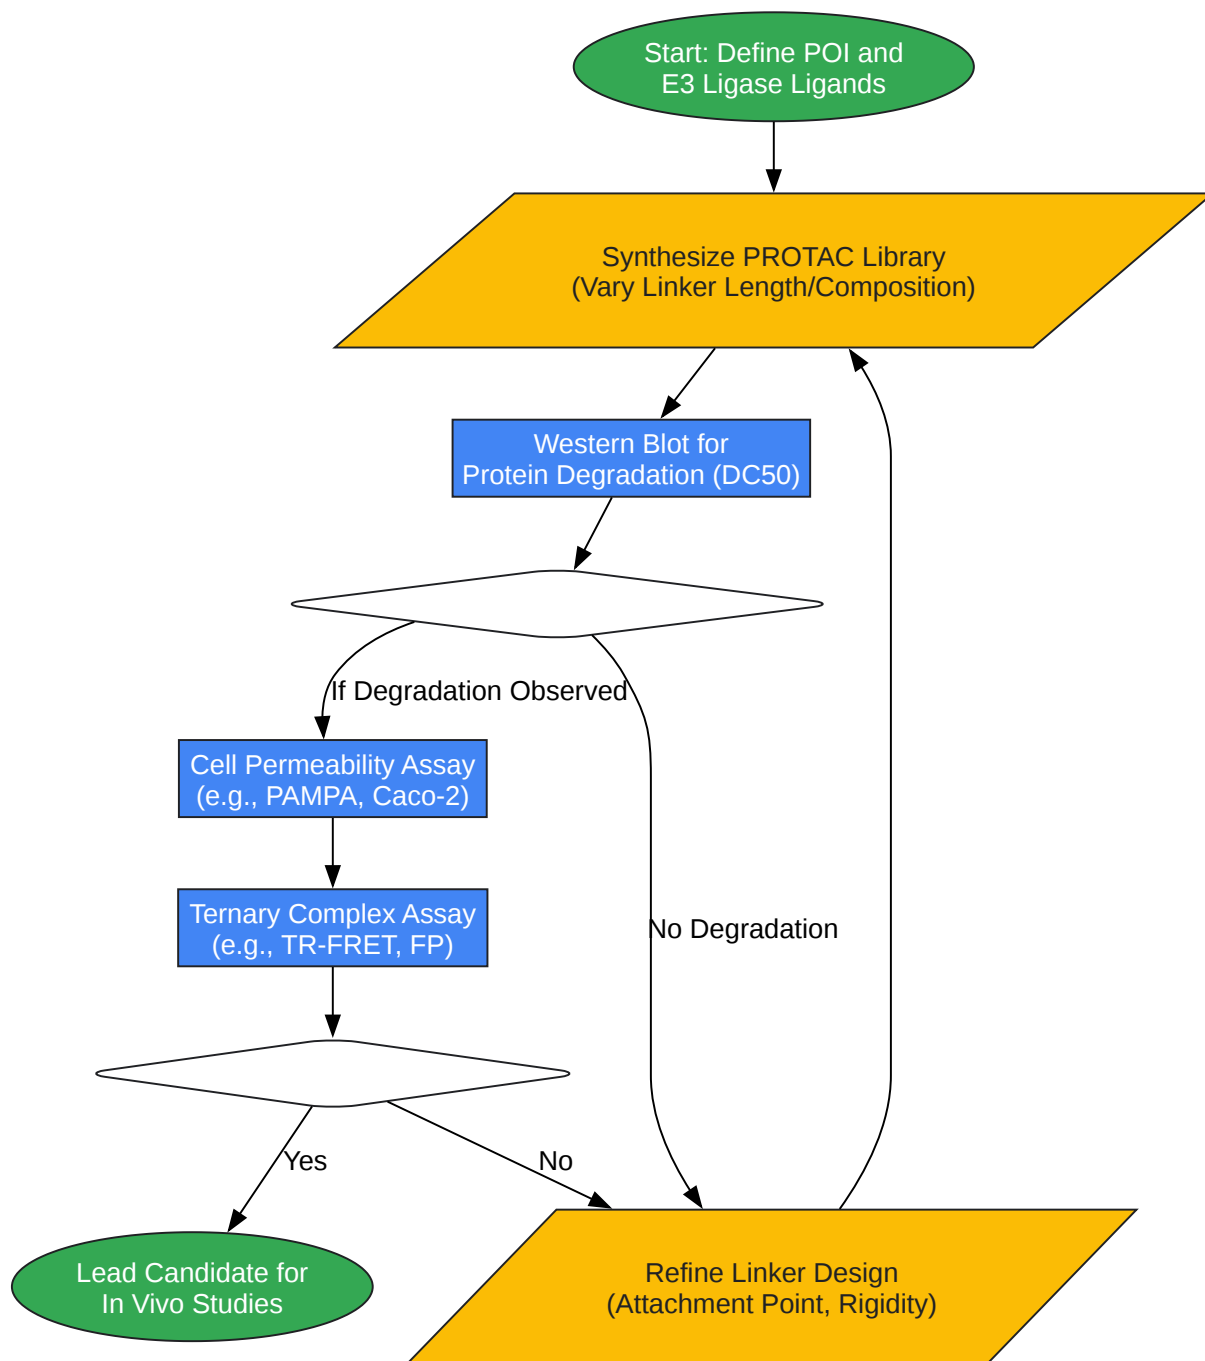 Start: Define POI and
E3 Ligase Ligands
Synthesize PROTAC Library
(Vary Linker Length/Composition)
Western Blot for
Protein Degradation (DC50)
If Degradation Observed
Cell Permeability Assay
(e.g., PAMPA, Caco-2)
Ternary Complex Assay
(e.g., TR-FRET, FP)
No Degradation
Yes
No
Lead Candidate for
In Vivo Studies
Refine Linker Design
(Attachment Point, Rigidity)